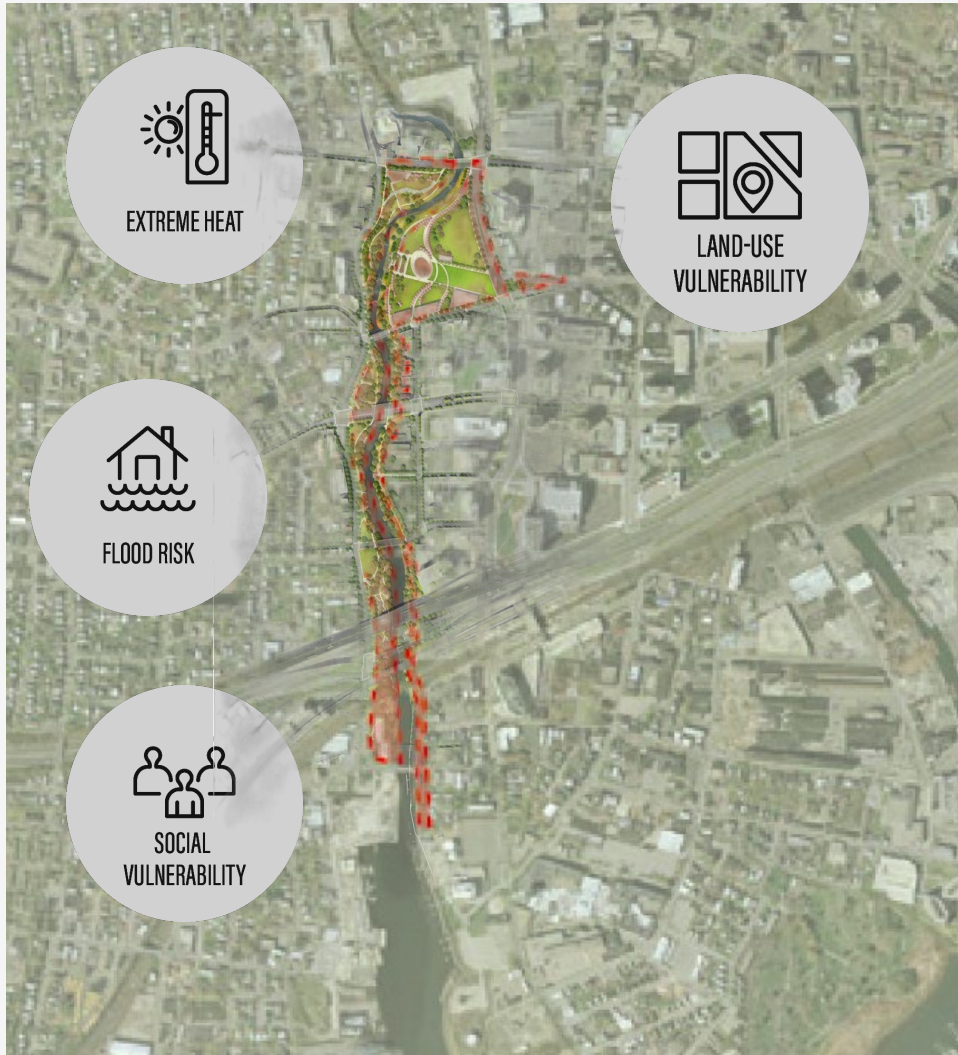 EXTREME HEAT
LAND-USE
VULNERABILITY
FLOOD RISK
SOCIAL
VULNERABILITY